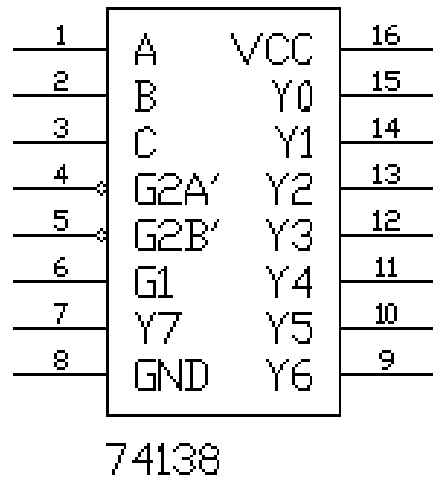 1 A VCC 16
2 B Y0 15
3 C Y1 14
4 G2A' Y2 13
5 G2B' Y3 12
6 G1 Y4 11
7 Y7 Y5 10
8 GND Y6 9
74138